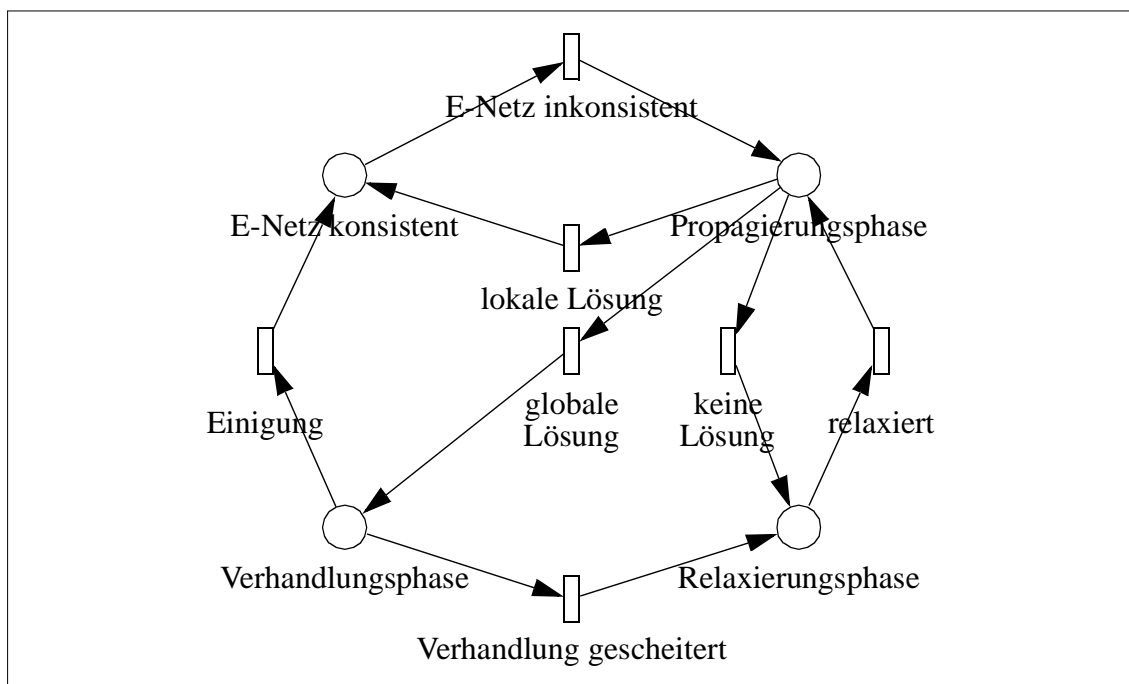 E-Netz inkonsistent
E-Netz konsistent
Propagierungsphase
lokale Lösung
Einigung
globale
Lösung
keine
Lösung
relaxiert
Verhandlungsphase
Relaxierungsphase
Verhandlung gescheitert